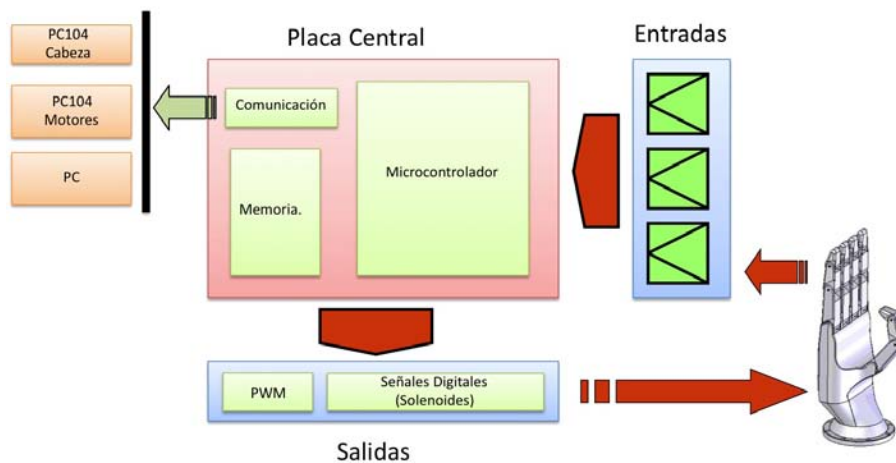 PC104
Cabeza
PC104
Motores
PC
Placa Central
Comunicación
Memoria.
Microcontrolador
Entradas
PWM
Señales Digitales
(Solenoides)
Salidas